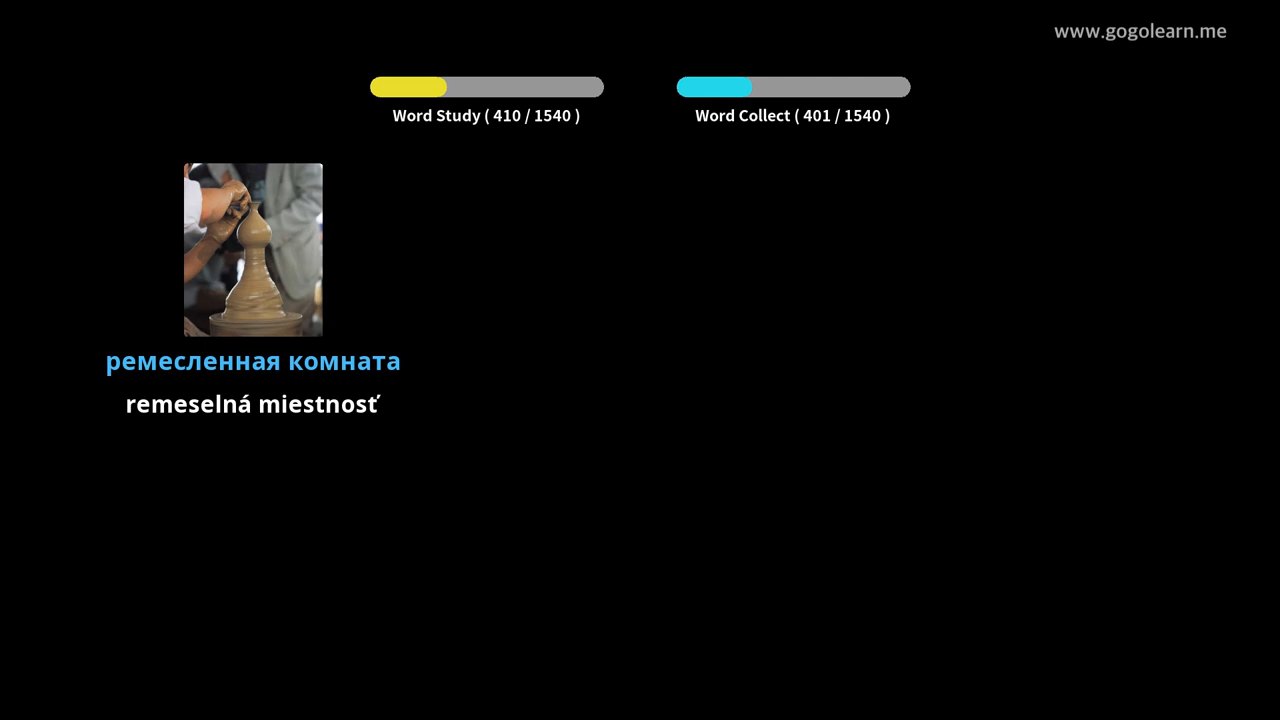 www.gogolearn.me
Word Study ( 410 / 1540 )
Word Collect ( 401 / 1540 )
ремесленная комната
remeselná miestnosť